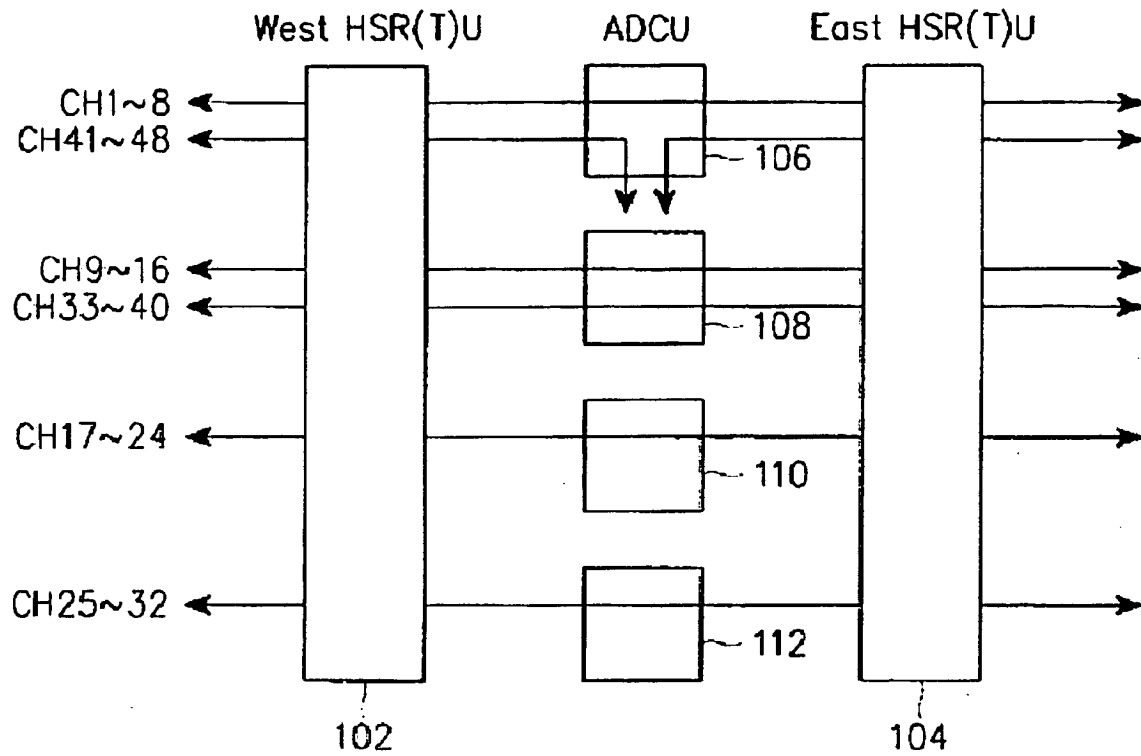 West HSR(T)U ADCU East HSR(T)U
CH1~8
CH41~48
106
CH9~16
CH33~40
108
CH17~24
110
CH25~32
112
102 104